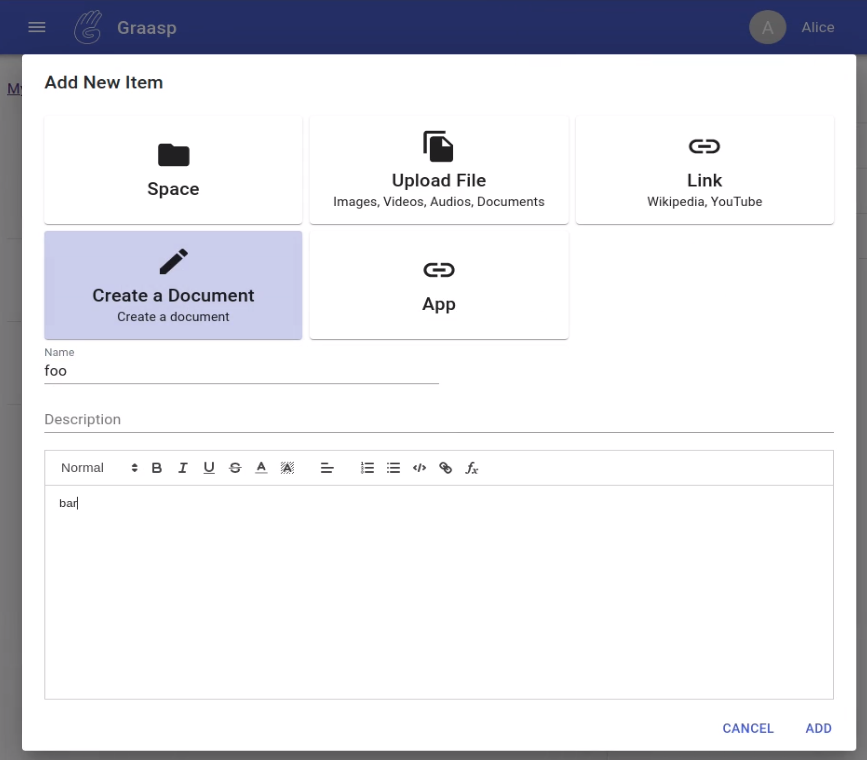 Graasp
A
Alice
My
Add New Item
Space
Upload File
Images, Videos, Audios, Documents
Link
Wikipedia, YouTube
Create a Document
Create a document
App
Name
foo
Description
Normal
B I U S A A fx
bar
CANCEL ADD